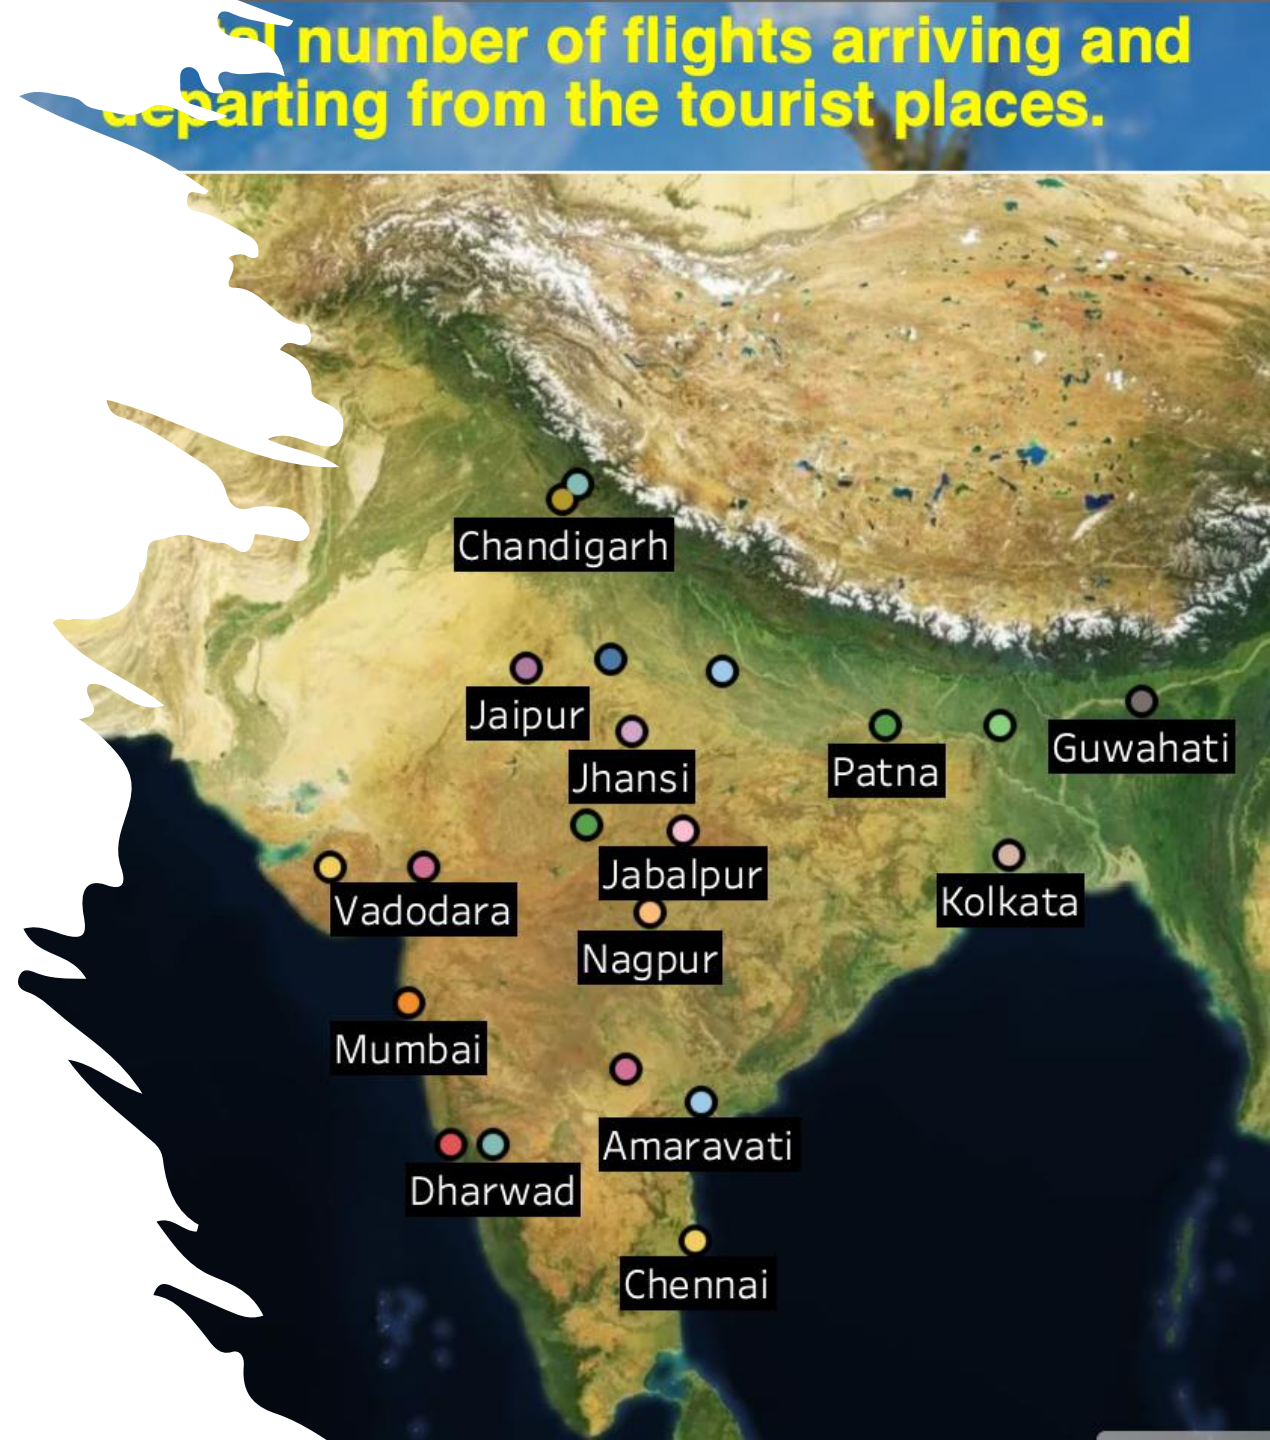 number of flights arriving and
departing from the tourist places.
Chandigarh
Jaipur
Jhansi
Patna
Guwahati
Jabalpur
Vadodara
Kolkata
Nagpur
Mumbai
Amaravati
Dharwad
Chennai